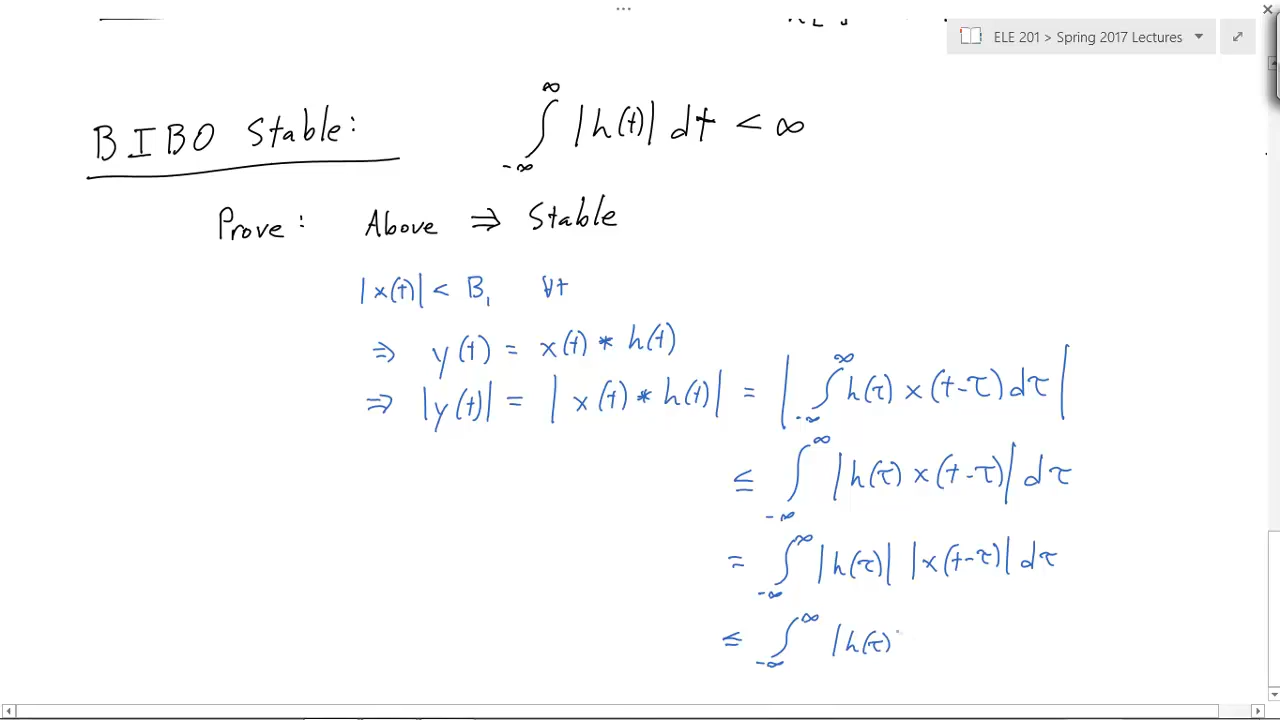 ELE 201 > Spring 2017 Lectures
BIBO Stable: ∫_{-∞}^{∞} |h(t)| dt < ∞
Prove: Above ⇒ Stable
|x(t)| < B₁ ∀t
⇒ y(t) = x(t) * h(t)
⇒ |y(t)| = | x(t) * h(t)| = | ∫_{-∞}^{∞} h(τ) x(t-τ) dτ |
≤ ∫_{-∞}^{∞} |h(τ) x(t-τ)| dτ
= ∫_{-∞}^{∞} |h(τ)| |x(t-τ)| dτ
≤ ∫_{-∞}^{∞} |h(τ)